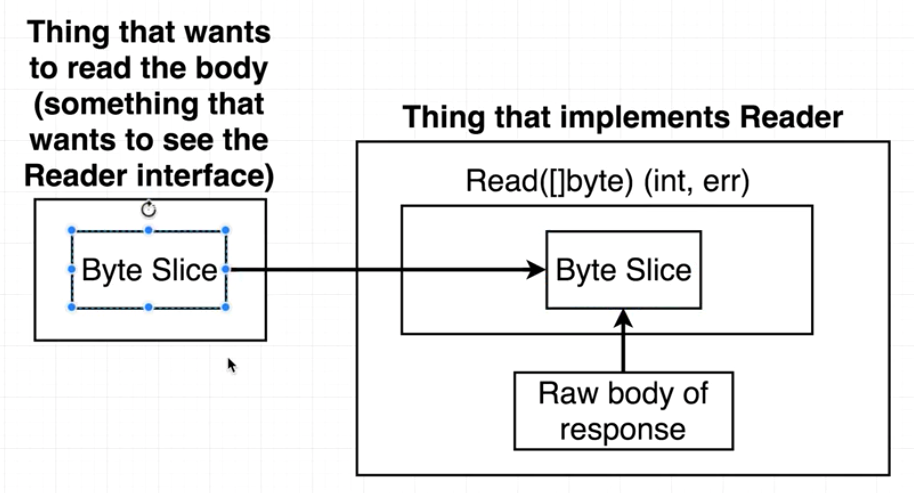 Thing that wants
to read the body
(something that
wants to see the
Reader interface)
Byte Slice
Thing that implements Reader
Read([]byte) (int, err)
Byte Slice
Raw body of
response